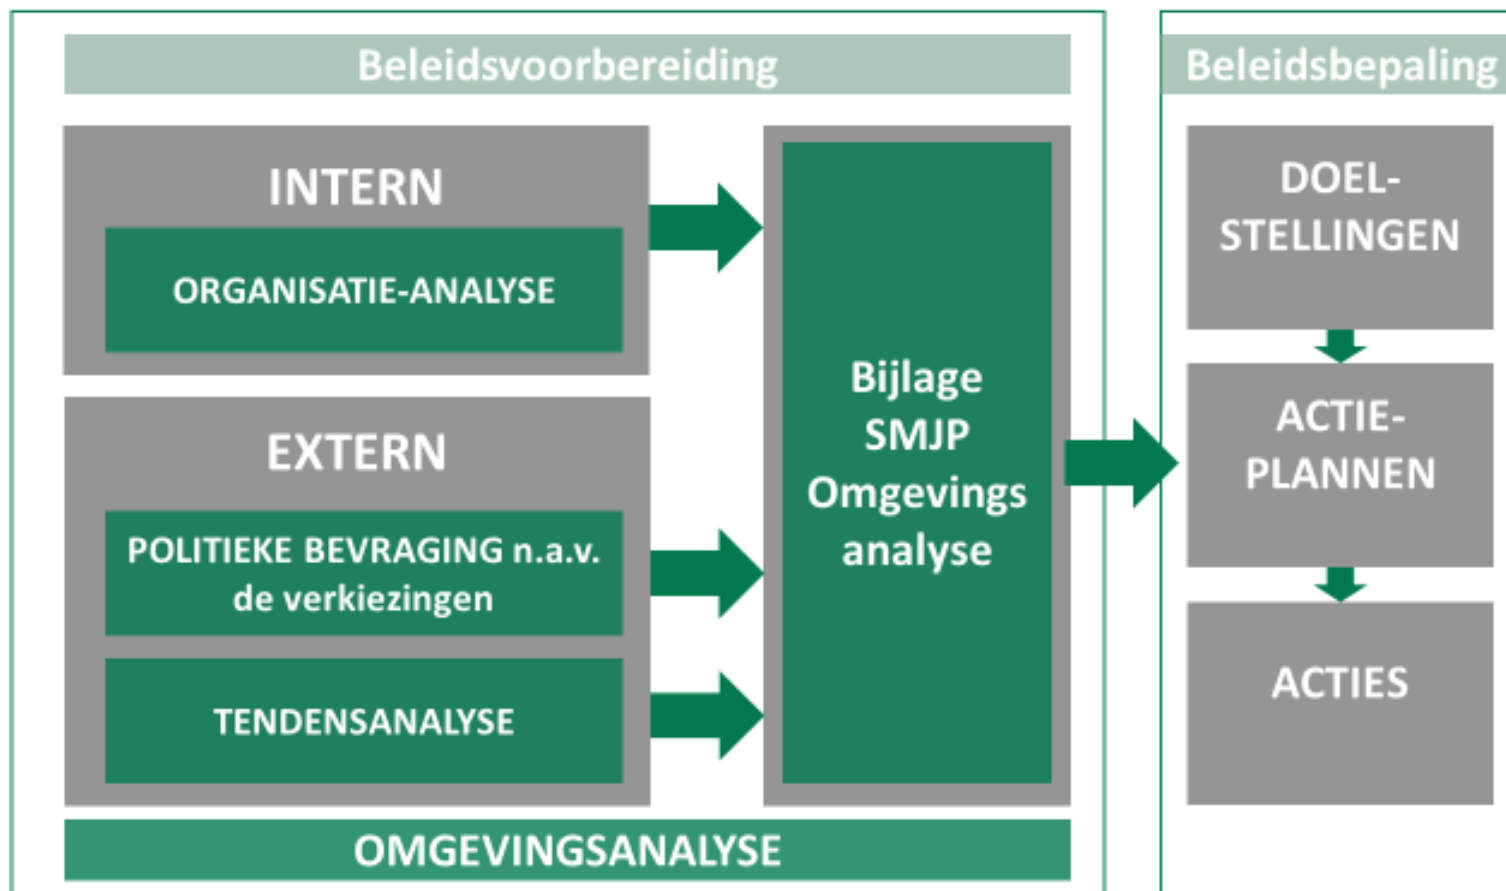 Beleidsvoorbereiding
INTERN
ORGANISATIE-ANALYSE
EXTERN
POLITIEKE BEVRAGING n.a.v.
de verkiezingen
TENDENSANALYSE
Bijlage
SMJP
Omgevings
analyse
OMGEVINGSANALYSE
Beleidsbepaling
DOEL-
STELLINGEN
ACTIE-
PLANNEN
ACTIES